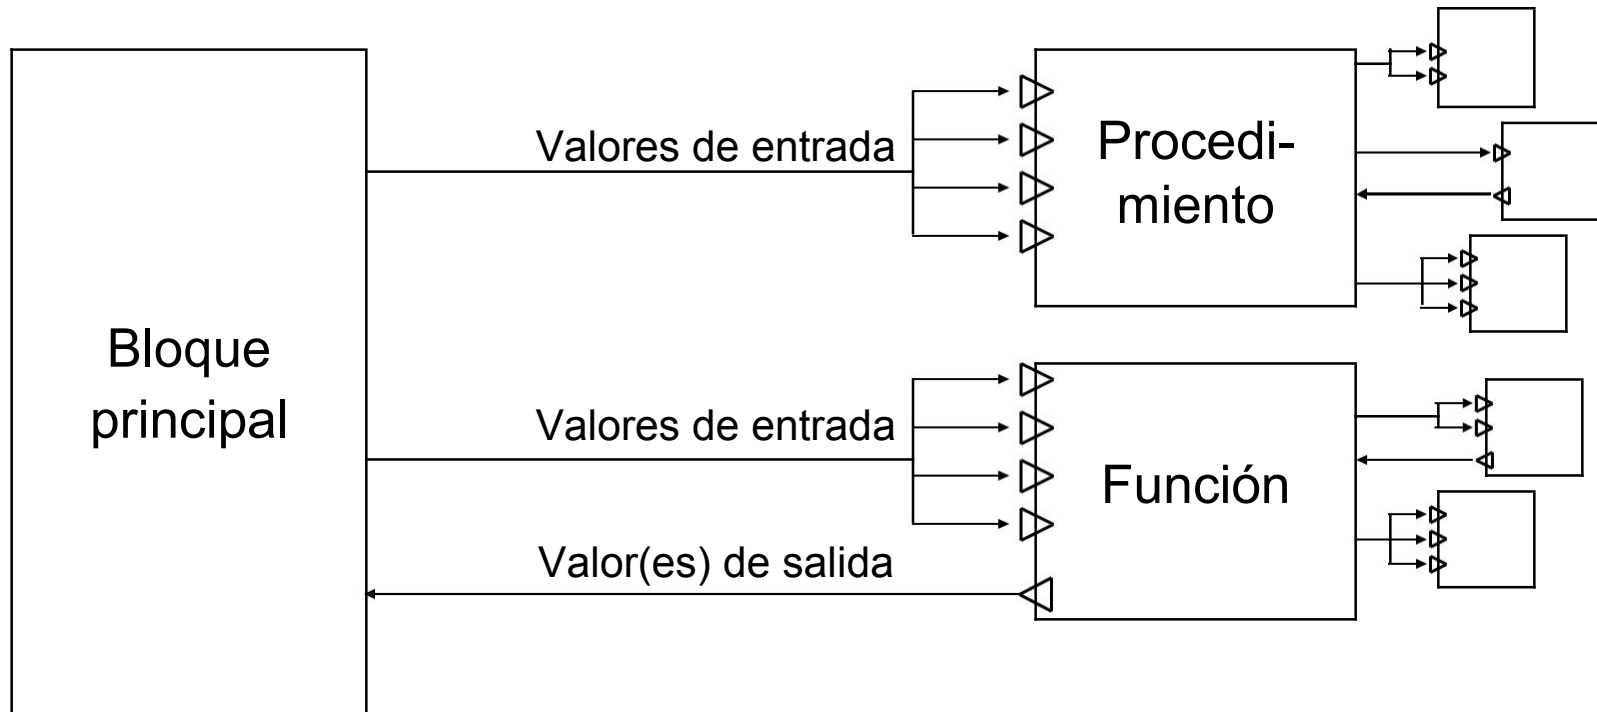 Bloque
principal
Valores de entrada
Procedi-
miento
Valores de entrada
Función
Valor(es) de salida